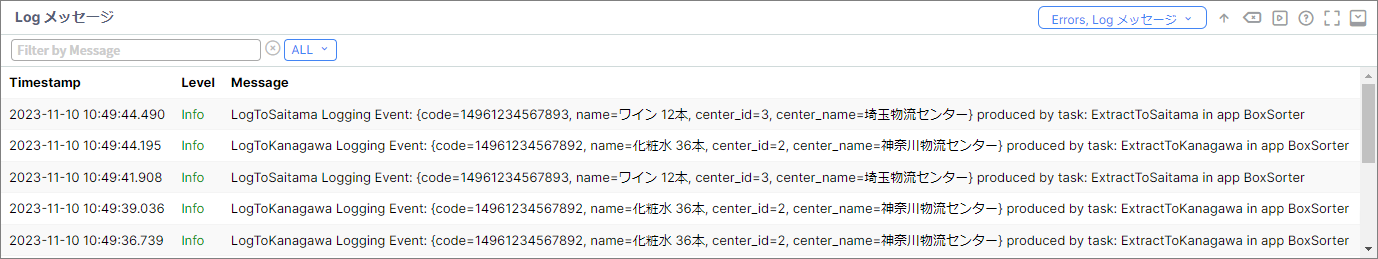 Log メッセージ
Errors, Log メッセージ
Filter by Message
ALL
Timestamp Level Message
2023-11-10 10:49:44.490 Info LogToSaitama Logging Event: {code=14961234567893, name=ワイン 12本, center_id=3, center_name=埼玉物流センター} produced by task: ExtractToSaitama in app BoxSorter
2023-11-10 10:49:44.195 Info LogToKanagawa Logging Event: {code=14961234567892, name=化粧水 36本, center_id=2, center_name=神奈川物流センター} produced by task: ExtractToKanagawa in app BoxSorter
2023-11-10 10:49:41.908 Info LogToSaitama Logging Event: {code=14961234567893, name=ワイン 12本, center_id=3, center_name=埼玉物流センター} produced by task: ExtractToSaitama in app BoxSorter
2023-11-10 10:49:39.036 Info LogToKanagawa Logging Event: {code=14961234567892, name=化粧水 36本, center_id=2, center_name=神奈川物流センター} produced by task: ExtractToKanagawa in app BoxSorter
2023-11-10 10:49:36.739 Info LogToKanagawa Logging Event: {code=14961234567892, name=化粧水 36本, center_id=2, center_name=神奈川物流センター} produced by task: ExtractToKanagawa in app BoxSorter